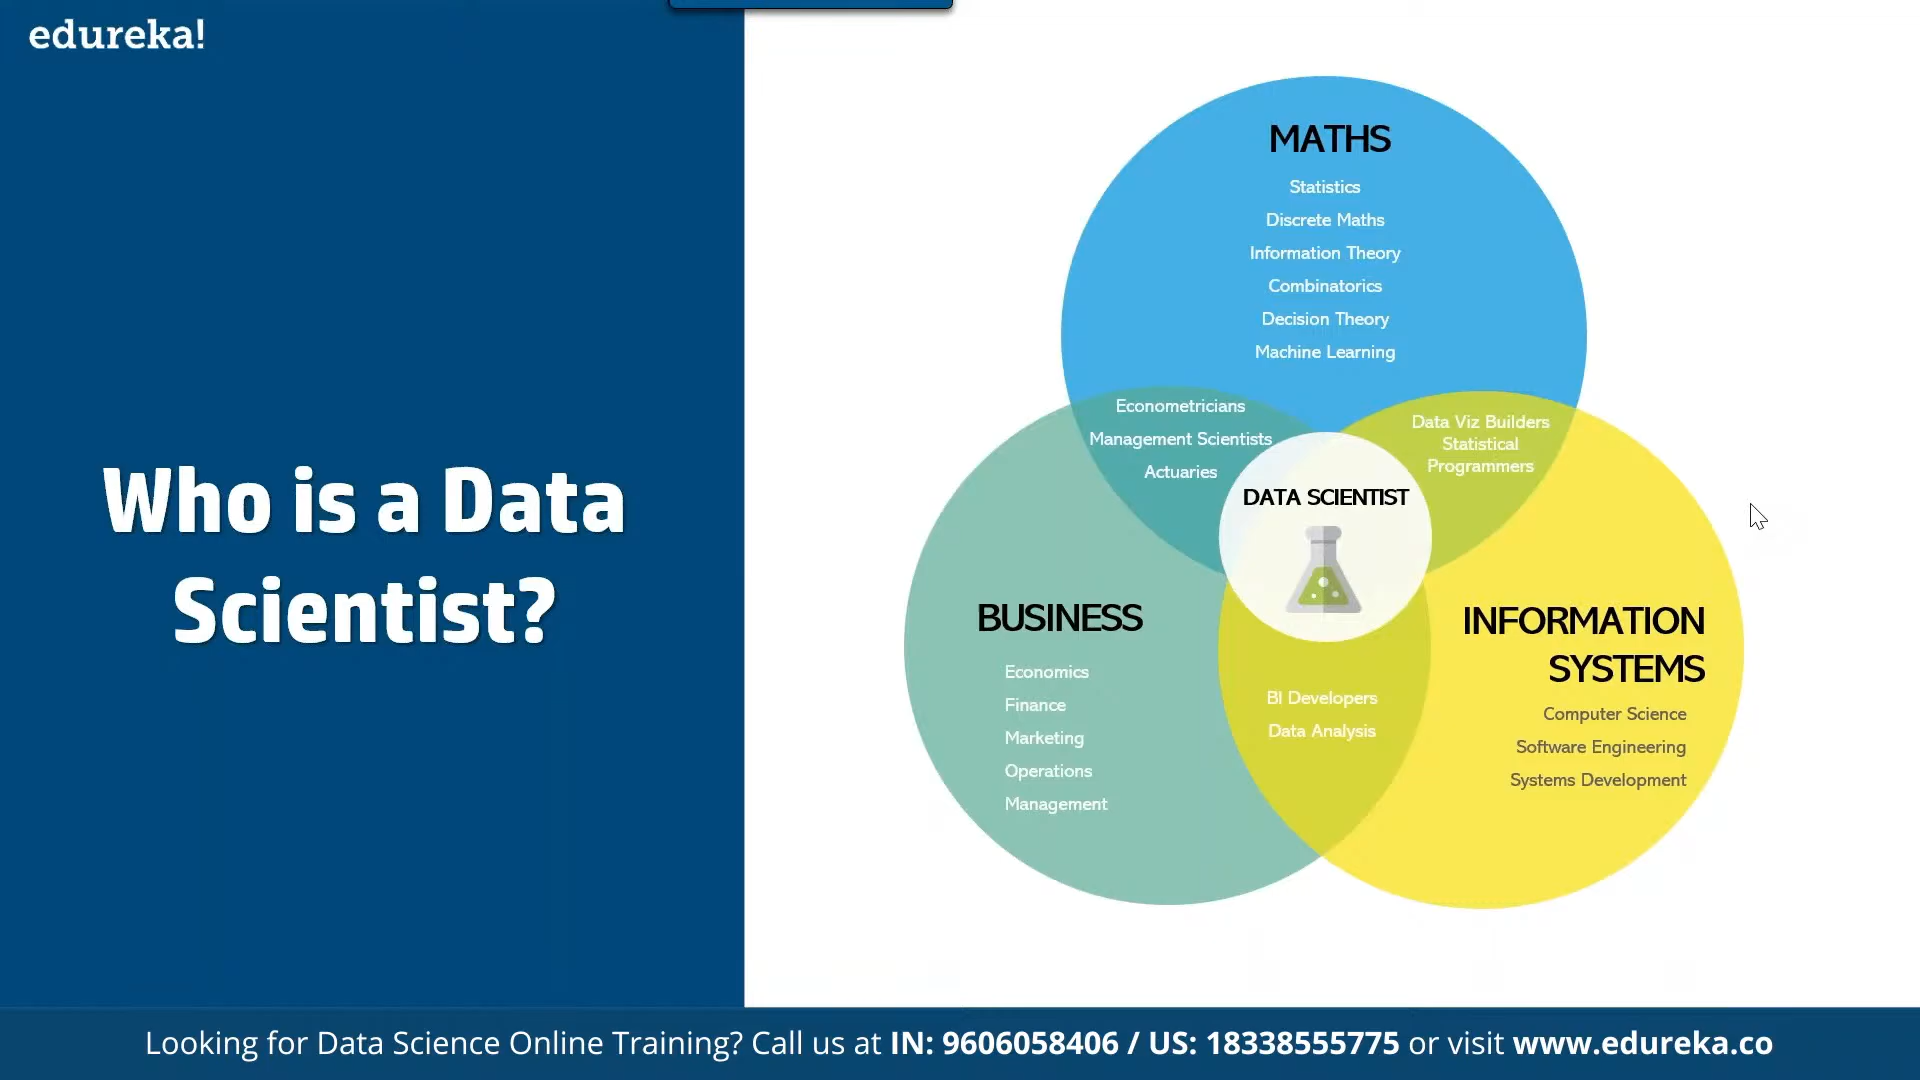 edureka!
Who is a Data
Scientist?
MATHS
Statistics
Discrete Maths
Information Theory
Combinatorics
Decision Theory
Machine Learning
Econometricians
Management Scientists
Actuaries
Data Viz Builders
Statistical
Programmers
DATA SCIENTIST
BUSINESS
Economics
Finance
Marketing
Operations
Management
BI Developers
Data Analysis
INFORMATION
SYSTEMS
Computer Science
Software Engineering
Systems Development
Looking for Data Science Online Training? Call us at IN: 9606058406 / US: 18338555775 or visit www.edureka.co